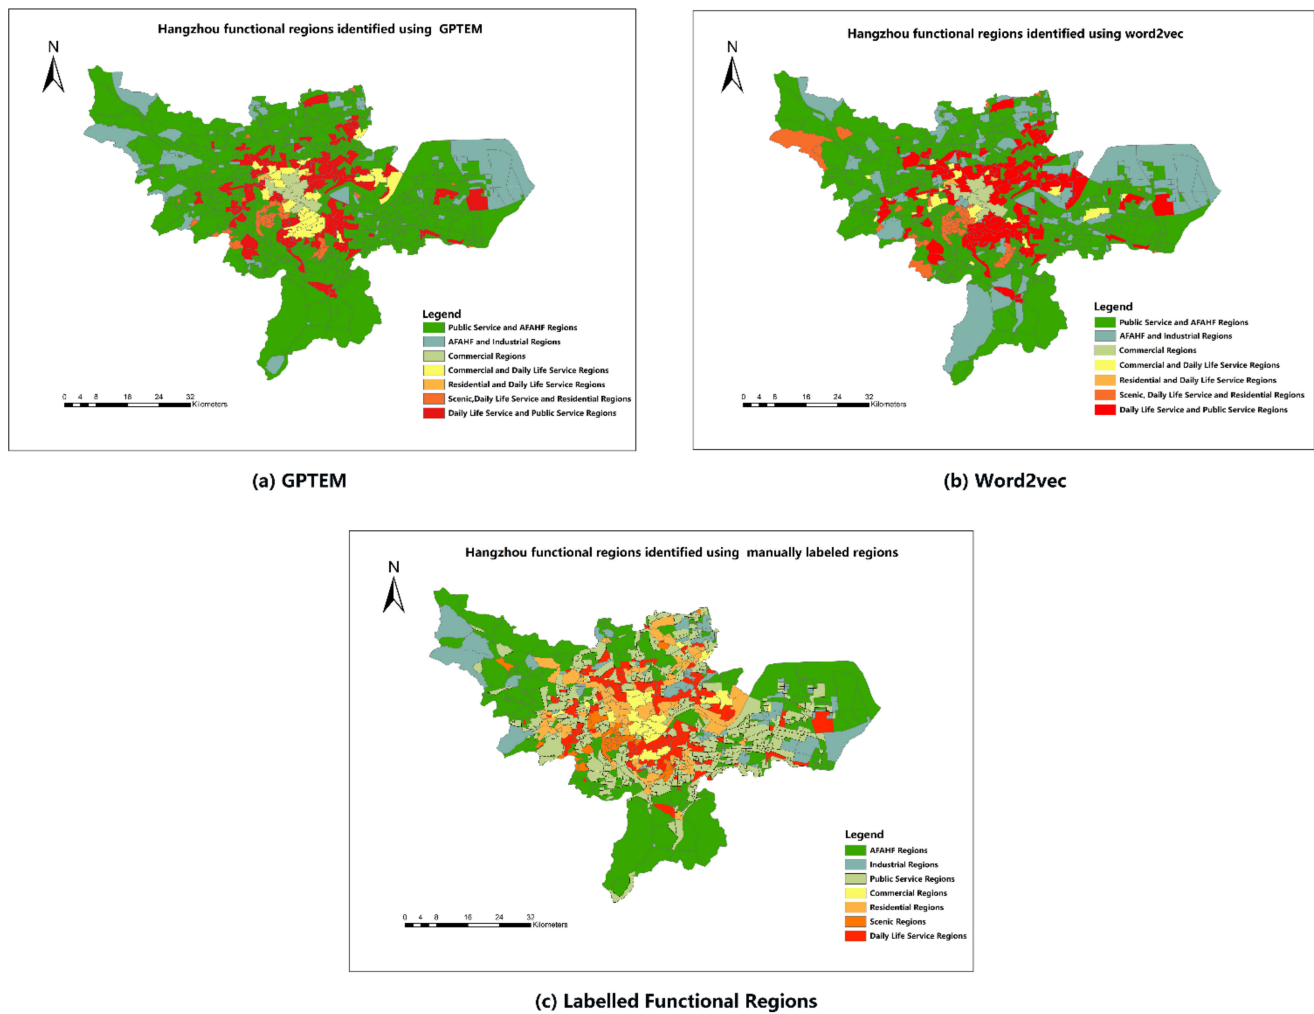 Hangzhou functional regions identified using GPTEM
N
Legend
Public Service and AFAHF Regions
AFAHF and Industrial Regions
Commercial Regions
Commercial and Daily Life Service Regions
Residential and Daily Life Service Regions
Scenic,Daily Life Service and Residential Regions
Daily Life Service and Public Service Regions
0 4 8 16 24 32
Kilometers
(a) GPTEM
Hangzhou functional regions identified using word2vec
N
Legend
Public Service and AFAHF Regions
AFAHF and Industrial Regions
Commercial Regions
Commercial and Daily Life Service Regions
Residential and Daily Life Service Regions
Scenic, Daily Life Service and Residential Regions
Daily Life Service and Public Service Regions
0 4 8 16 24 32
Kilometers
(b) Word2vec
Hangzhou functional regions identified using manually labeled regions
N
Legend
AFAHF Regions
Industrial Regions
Public Service Regions
Commercial Regions
Residential Regions
Scenic Regions
Daily Life Service Regions
0 4 8 16 24 32
Kilometers
(c) Labelled Functional Regions